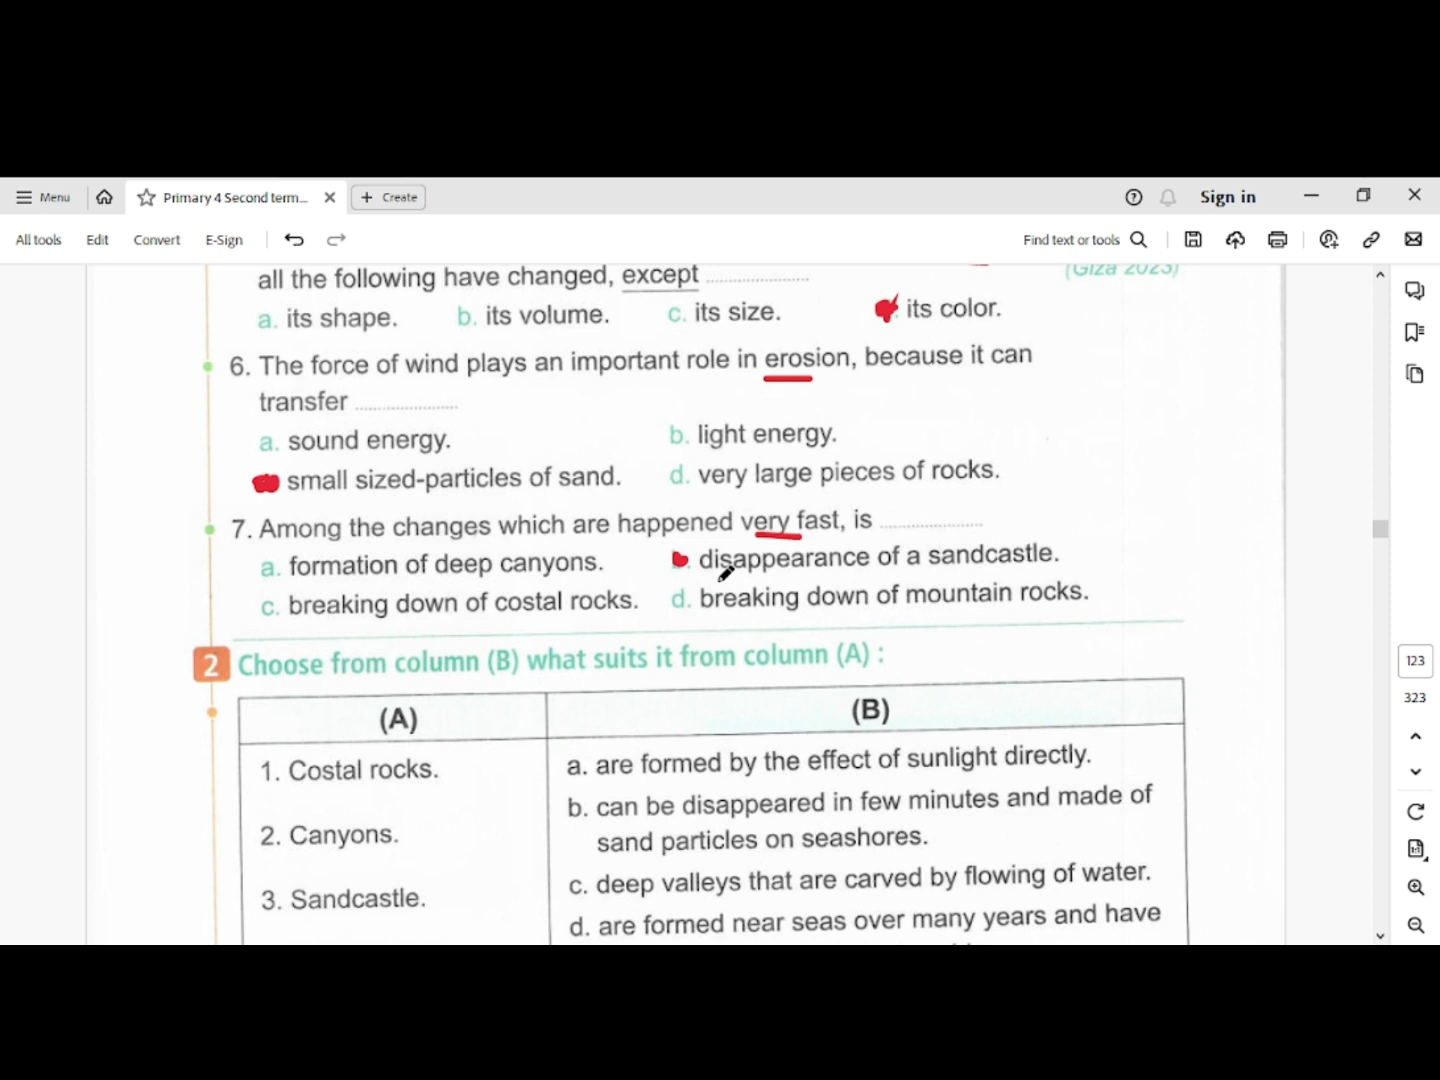 Menu
Primary 4 Second term...
Create
Sign in
All tools
Edit
Convert
E-Sign
Find text or tools
all the following have changed, except ....................
(Giza 2023)
a. its shape. b. its volume. c. its size. its color.
6. The force of wind plays an important role in erosion, because it can
transfer ....................
a. sound energy. b. light energy.
small sized-particles of sand. d. very large pieces of rocks.
7. Among the changes which are happened very fast, is ....................
a. formation of deep canyons. disappearance of a sandcastle.
c. breaking down of costal rocks. d. breaking down of mountain rocks.
2 Choose from column (B) what suits it from column (A) :
(A) (B)
1. Costal rocks.
2. Canyons.
3. Sandcastle.
a. are formed by the effect of sunlight directly.
b. can be disappeared in few minutes and made of
sand particles on seashores.
c. deep valleys that are carved by flowing of water.
d. are formed near seas over many years and have
123
323